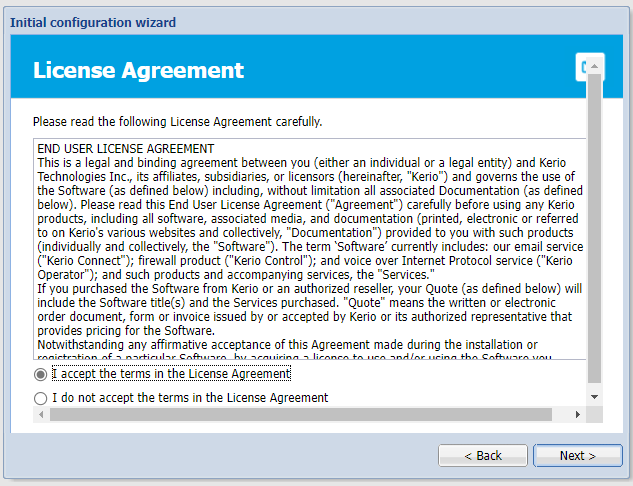 Initial configuration wizard
License Agreement
Please read the following License Agreement carefully.
END USER LICENSE AGREEMENT
This is a legal and binding agreement between you (either an individual or a legal entity) and Kerio
Technologies Inc., its affiliates, subsidiaries, or licensors (hereinafter, "Kerio") and governs the use of
the Software (as defined below) including, without limitation all associated Documentation (as defined
below). Please read this End User License Agreement ("Agreement") carefully before using any Kerio
products, including all software, associated media, and documentation (printed, electronic or referred
to on Kerio's various websites and collectively, "Documentation") provided to you with such products
(individually and collectively, the "Software"). The term ‘Software’ currently includes: our email service
("Kerio Connect"); firewall product ("Kerio Control"); and voice over Internet Protocol service ("Kerio
Operator"); and such products and accompanying services, the "Services."
If you purchased the Software from Kerio or an authorized reseller, your Quote (as defined below) will
include the Software title(s) and the Services purchased. "Quote" means the written or electronic
order document, form or invoice issued by or accepted by Kerio or its authorized representative that
provides pricing for the Software.
Notwithstanding any affirmative acceptance of this Agreement made during the installation or
registration of a particular Software, by acquiring a license to use and/or using the Software you
I accept the terms in the License Agreement
I do not accept the terms in the License Agreement
< Back
Next >